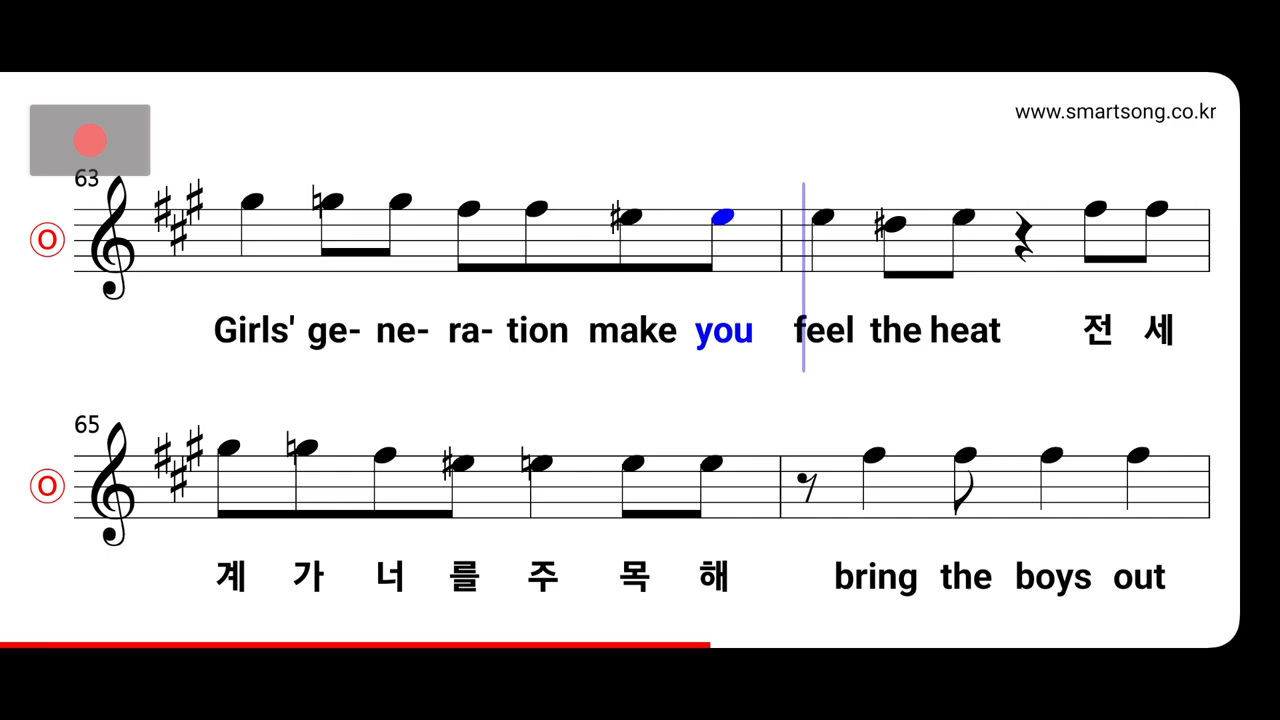 www.smartsong.co.kr
63
O
Girls' ge- ne- ra- tion make you feel the heat 전 세
65
O
계 가 너 를 주 목 해 bring the boys out